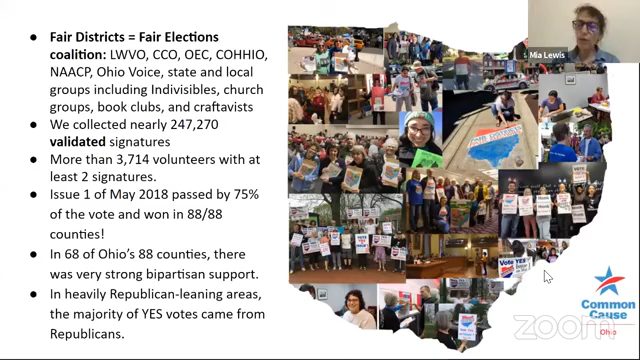 Fair Districts = Fair Elections
coalition: LWVO, CCO, OEC, COHHIO,
NAACP, Ohio Voice, state and local
groups including Indivisibles, church
groups, book clubs, and craftavists
We collected nearly 247,270
validated signatures
More than 3,714 volunteers with at
least 2 signatures.
Issue 1 of May 2018 passed by 75%
of the vote and won in 88/88
counties!
In 68 of Ohio's 88 counties, there
was very strong bipartisan support.
In heavily Republican-leaning areas,
the majority of YES votes came from
Republicans.
Mia Lewis
Vote YES
Common
Cause
Ohio
zoom